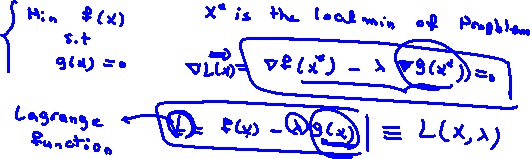 Min f(x) x* is the local min of Problem
s.t
g(x) = 0 ∇L(x) = ∇f(x*) - λ ∇g(x*) = 0
Lagrange function L = f(x) - λ g(x) ≡ L(x, λ)